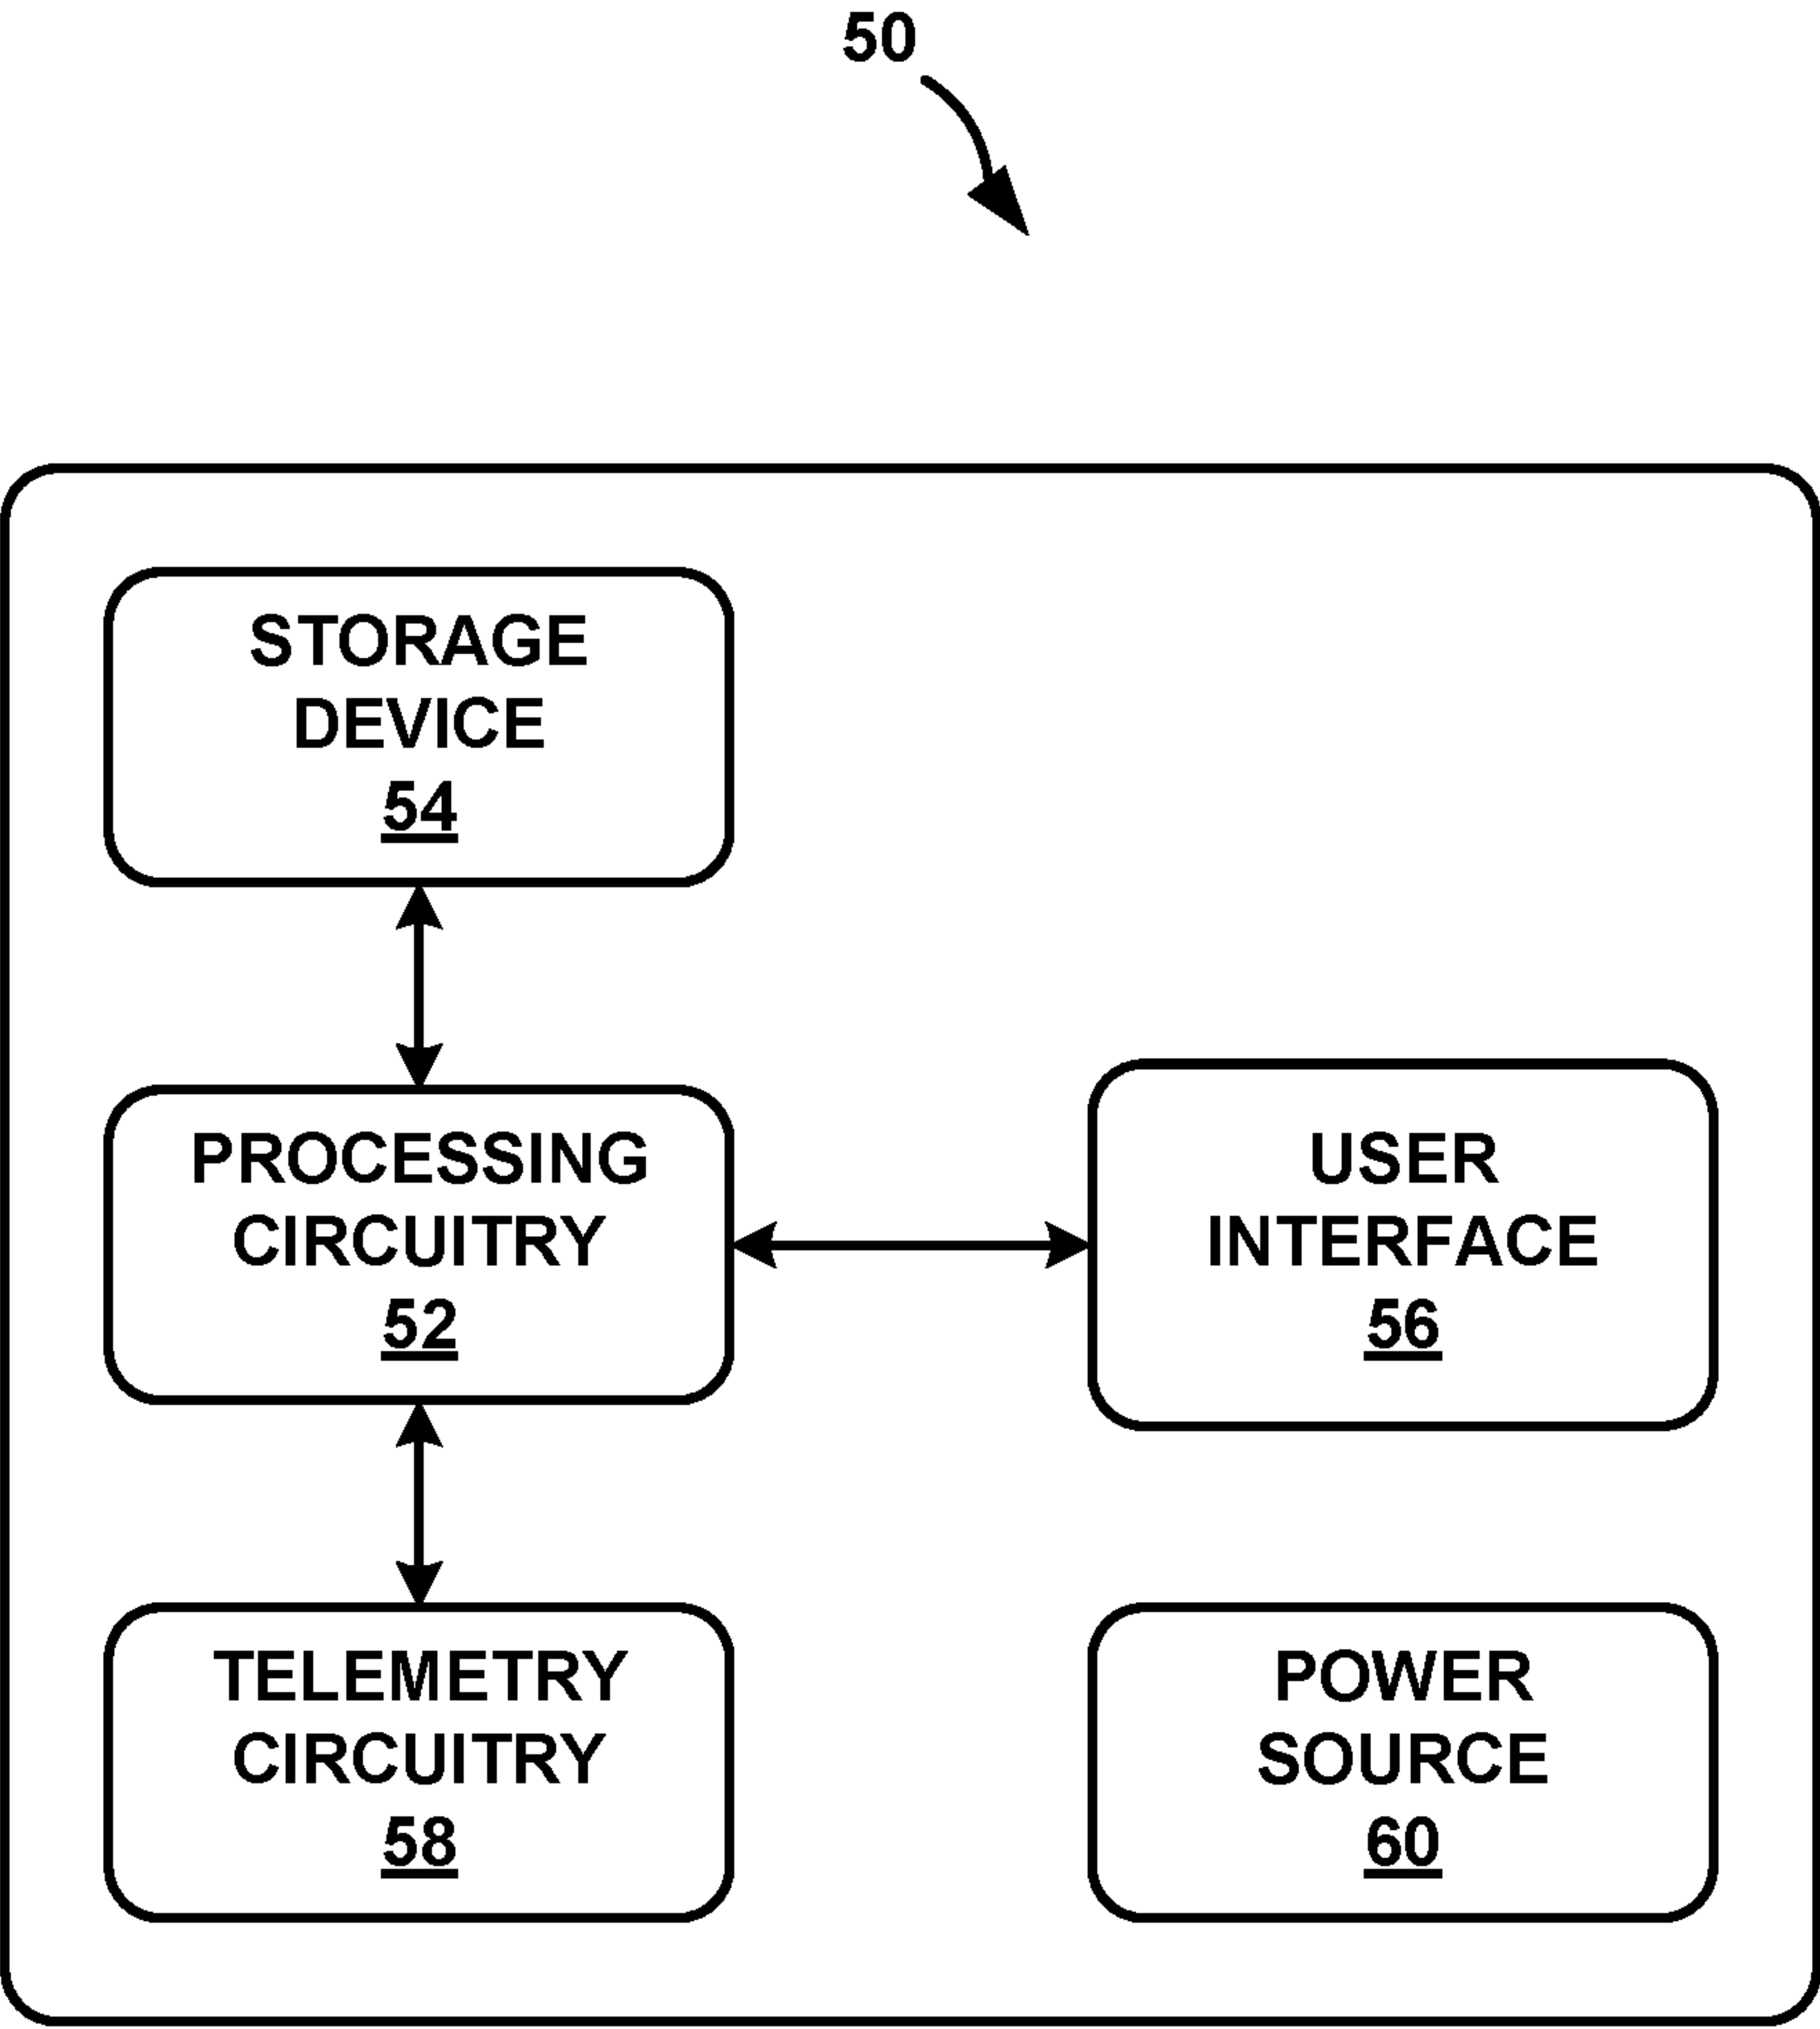 50
STORAGE
DEVICE
54
PROCESSING
CIRCUITRY
52
USER
INTERFACE
56
TELEMETRY
CIRCUITRY
58
POWER
SOURCE
60